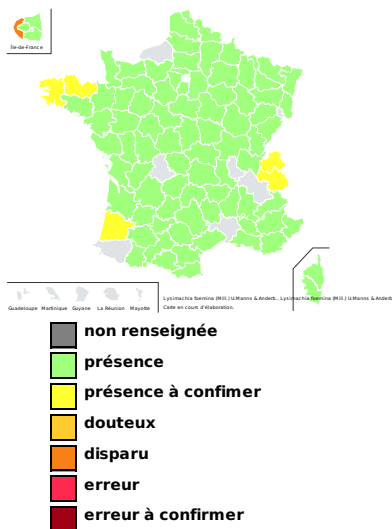 Île-de-France
Guadeloupe Martinique Guyane La Réunion Mayotte
Lysimachia foemina (Mill.) U.Manns & Anderb., Lysimachia foemina (Mill.) U.Manns & Anderb
Carte en cours d'élaboration.
non renseignée
présence
présence à confimer
douteux
disparu
erreur
erreur à confirmer